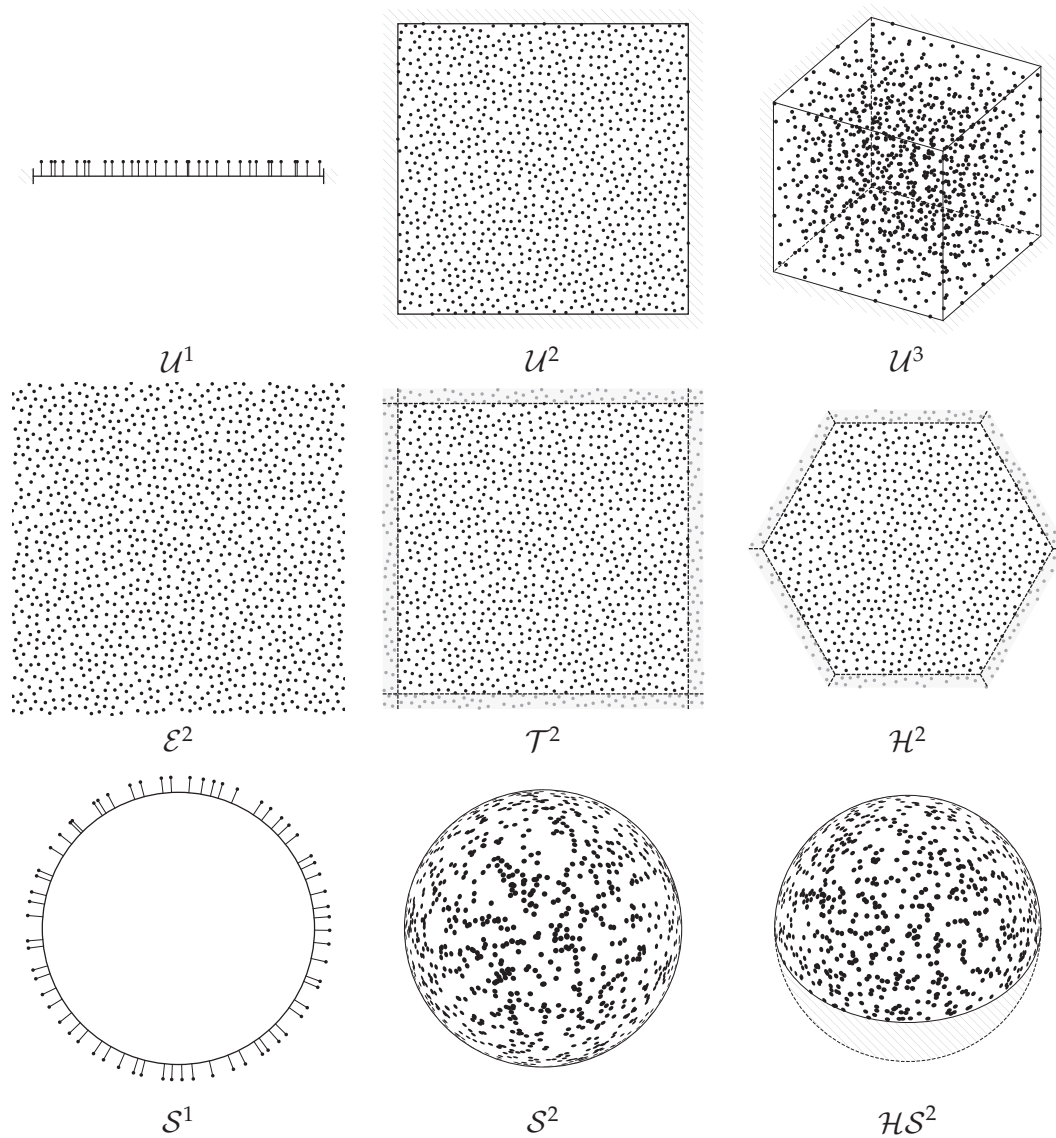 𝒰¹
𝒰²
𝒰³
ℰ²
𝒯²
ℋ²
𝒮¹
𝒮²
ℋ𝒮²